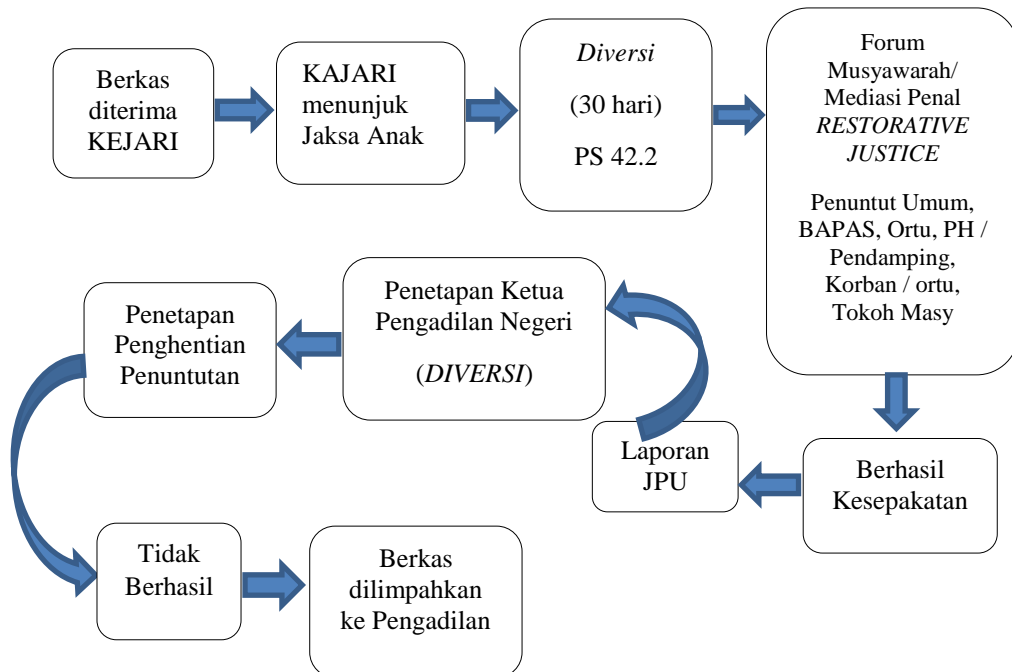 Berkas
diterima
KEJARI
KAJARI
menunjuk
Jaksa Anak
Diversi
(30 hari)
PS 42.2
Forum
Musyawarah/
Mediasi Penal
RESTORATIVE
JUSTICE
Penuntut Umum,
BAPAS, Ortu, PH /
Pendamping,
Korban / ortu,
Tokoh Masy
Berhasil
Kesepakatan
Laporan
JPU
Penetapan Ketua
Pengadilan Negeri
(DIVERSI)
Penetapan
Penghentian
Penuntutan
Tidak
Berhasil
Berkas
dilimpahkan
ke Pengadilan